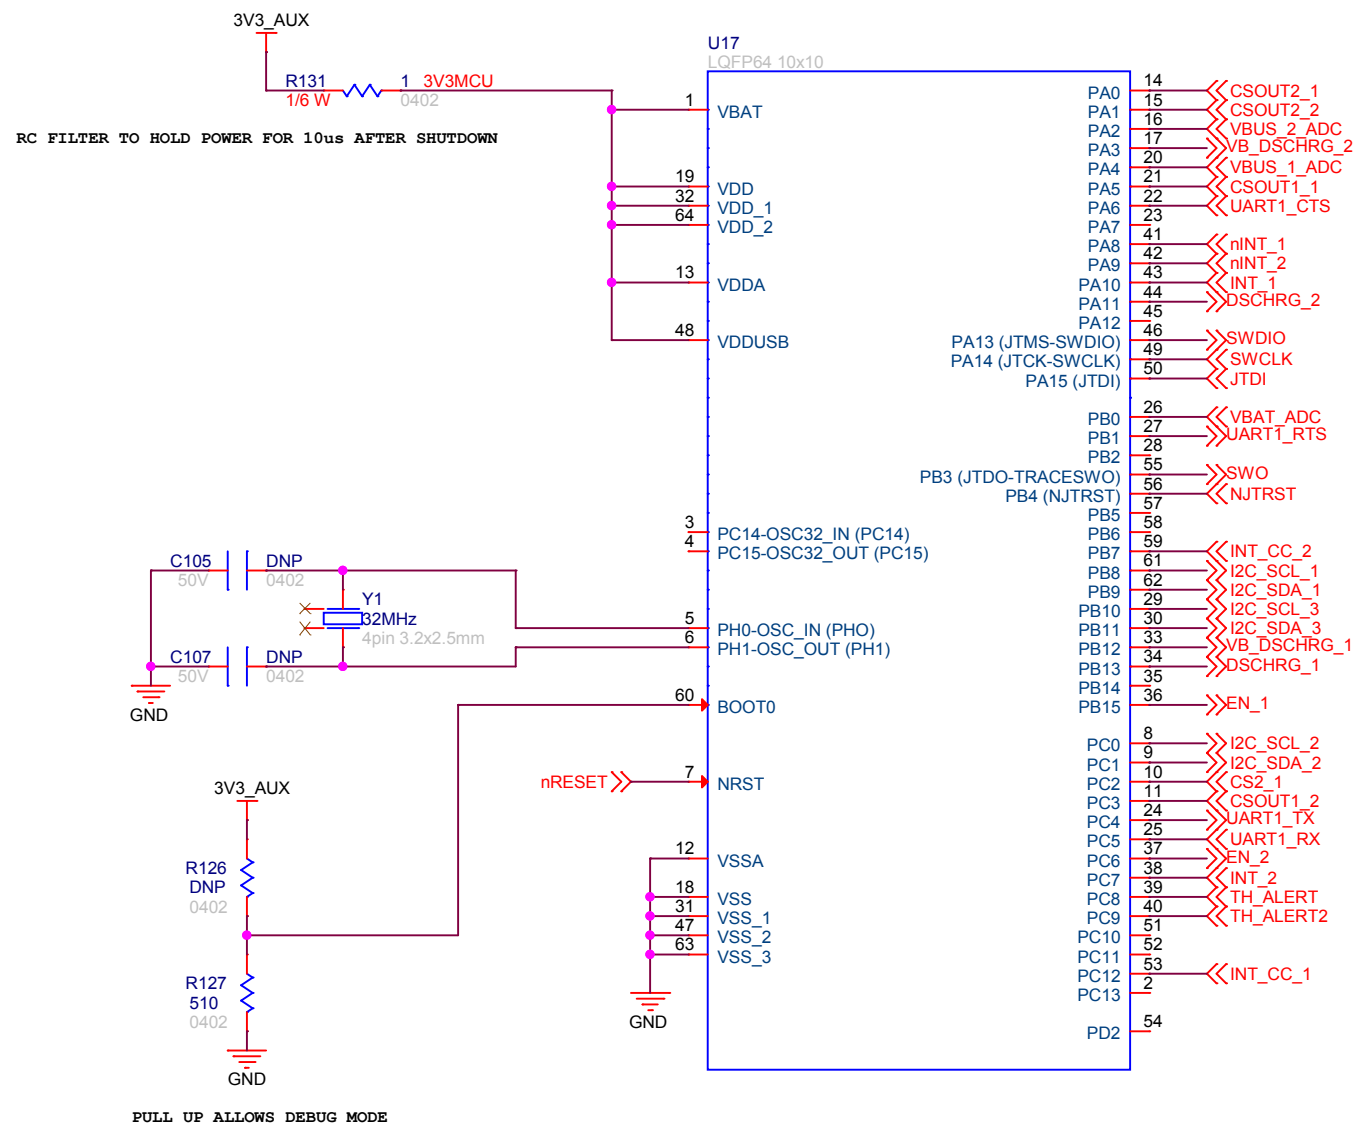 3V3_AUX
R131
1/6 W
1
0402
3V3MCU
RC FILTER TO HOLD POWER FOR 10us AFTER SHUTDOWN
U17
LQFP64 10x10
1 VBAT
19 VDD
32 VDD_1
64 VDD_2
13 VDDA
48 VDDUSB
3 PC14-OSC32_IN (PC14)
4 PC15-OSC32_OUT (PC15)
5 PH0-OSC_IN (PHO)
6 PH1-OSC_OUT (PH1)
60 BOOT0
nRESET 7 NRST
12 VSSA
18 VSS
31 VSS_1
47 VSS_2
63 VSS_3
GND
PA0 14 CSOUT2_1
PA1 15 CSOUT2_2
PA2 16 VBUS_2_ADC
PA3 17 VB_DSCHRG_2
PA4 20 VBUS_1_ADC
PA5 21 CSOUT1_1
PA6 22 UART1_CTS
PA7 23
PA8 41 nINT_1
PA9 42 nINT_2
PA10 43 INT_1
PA11 44 DSCHRG_2
PA12 45
PA13 (JTMS-SWDIO) 46 SWDIO
PA14 (JTCK-SWCLK) 49 SWCLK
PA15 (JTDI) 50 JTDI
PB0 26 VBAT_ADC
PB1 27 UART1_RTS
PB2 28
PB3 (JTDO-TRACESWO) 55 SWO
PB4 (NJTRST) 56 NJTRST
PB5 57
PB6 58
PB7 59 INT_CC_2
PB8 61 I2C_SCL_1
PB9 62 I2C_SDA_1
PB10 29 I2C_SCL_3
PB11 30 I2C_SDA_3
PB12 33 VB_DSCHRG_1
PB13 34 DSCHRG_1
PB14 35
PB15 36 EN_1
PC0 8 I2C_SCL_2
PC1 9 I2C_SDA_2
PC2 10 CS2_1
PC3 11 CSOUT1_2
PC4 24 UART1_TX
PC5 25 UART1_RX
PC6 37 EN_2
PC7 38 INT_2
PC8 39 TH_ALERT
PC9 40 TH_ALERT2
PC10 51
PC11 52
PC12 53 INT_CC_1
PC13 2
PD2 54
C105 DNP
50V 0402
Y1
32MHz
4pin 3.2x2.5mm
C107 DNP
50V 0402
GND
3V3_AUX
R126
DNP
0402
R127
510
0402
GND
PULL UP ALLOWS DEBUG MODE